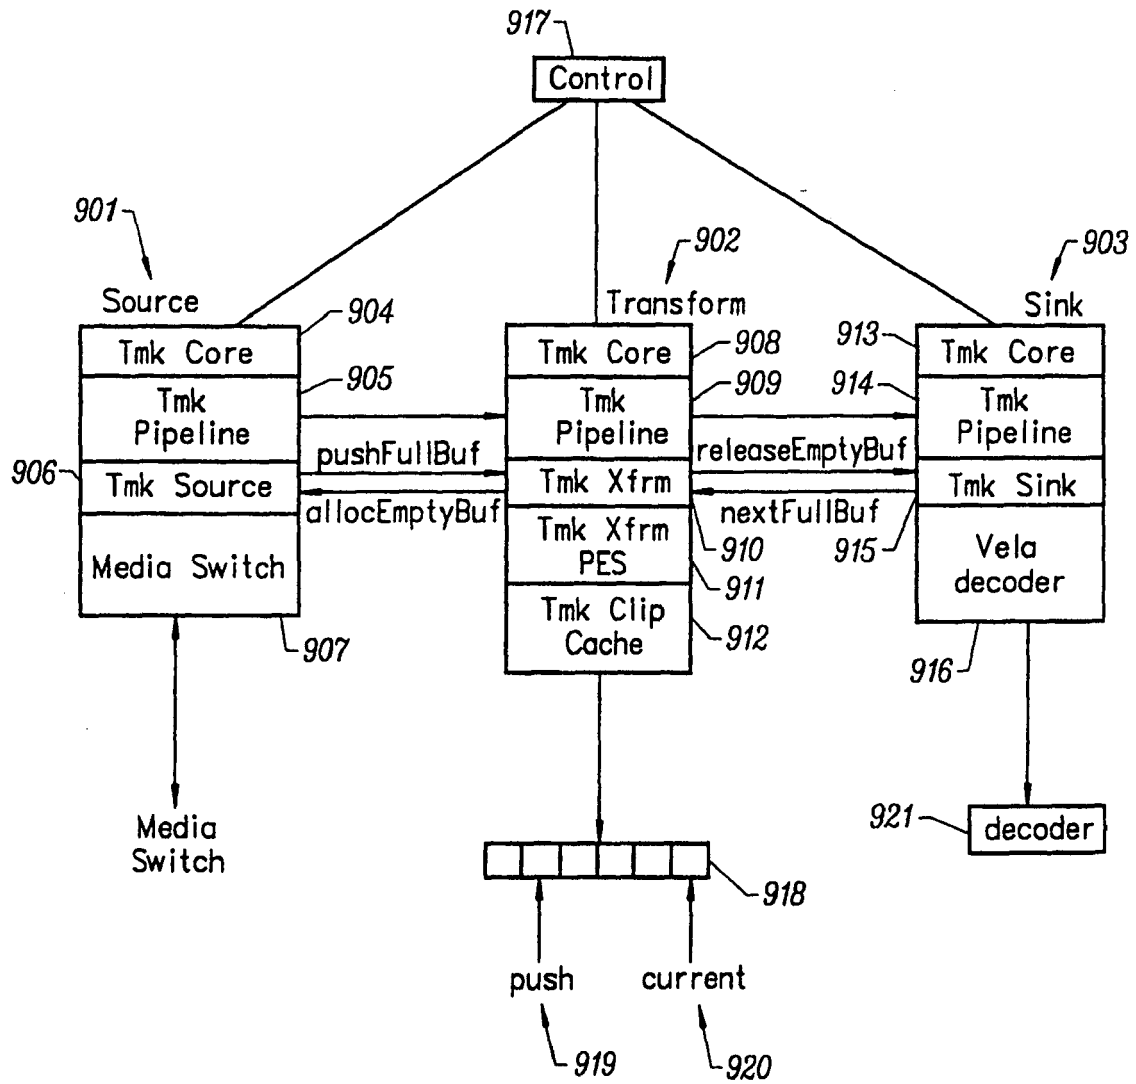 917
Control
901
902
903
Source
Transform
Sink
904
908
913
Tmk Core
Tmk Core
Tmk Core
905
909
914
Tmk
Pipeline
Tmk
Pipeline
Tmk
Pipeline
pushFullBuf
releaseEmptyBuf
906
Tmk Source
Tmk Xfrm
Tmk Sink
allocEmptyBuf
nextFullBuf
910
915
Media Switch
Tmk Xfrm
PES
Vela
decoder
911
907
Tmk Clip
Cache
912
916
Media
Switch
921
decoder
918
push
current
919
920